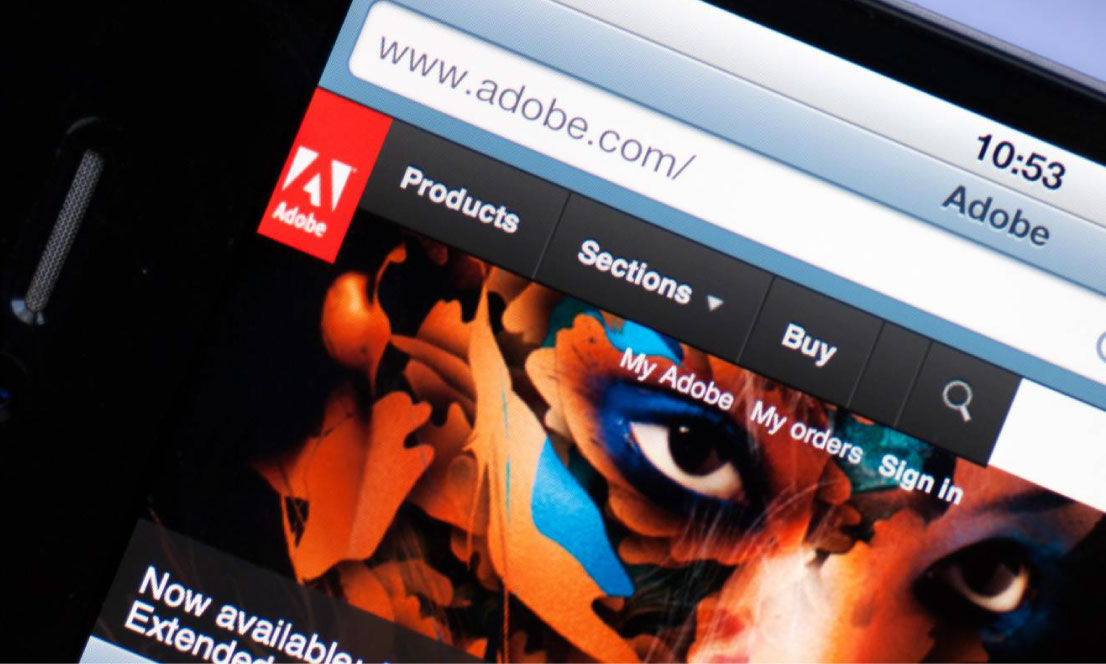 www.adobe.com/
10:53
Adobe
Adobe
Products
Sections
Buy
My Adobe My orders Sign in
Now available:
Extended